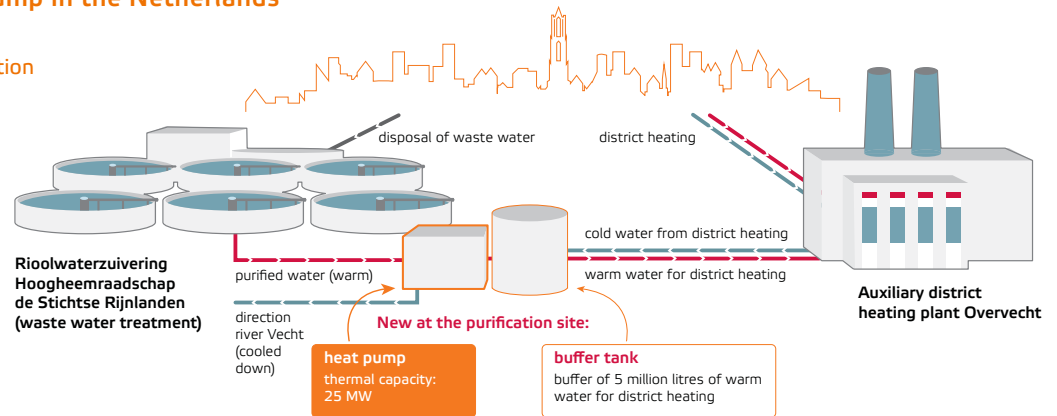 in the Netherlands
disposal of waste water
district heating
cold water from district heating
purified water (warm)
warm water for district heating
Rioolwaterzuivering
Hoogheemraadschap
de Stichtse Rijnlanden
(waste water treatment)
Auxiliary district
heating plant Overvecht
direction
river Vecht
(cooled
down)
New at the purification site:
heat pump
thermal capacity:
25 MW
buffer tank
buffer of 5 million litres of warm
water for district heating